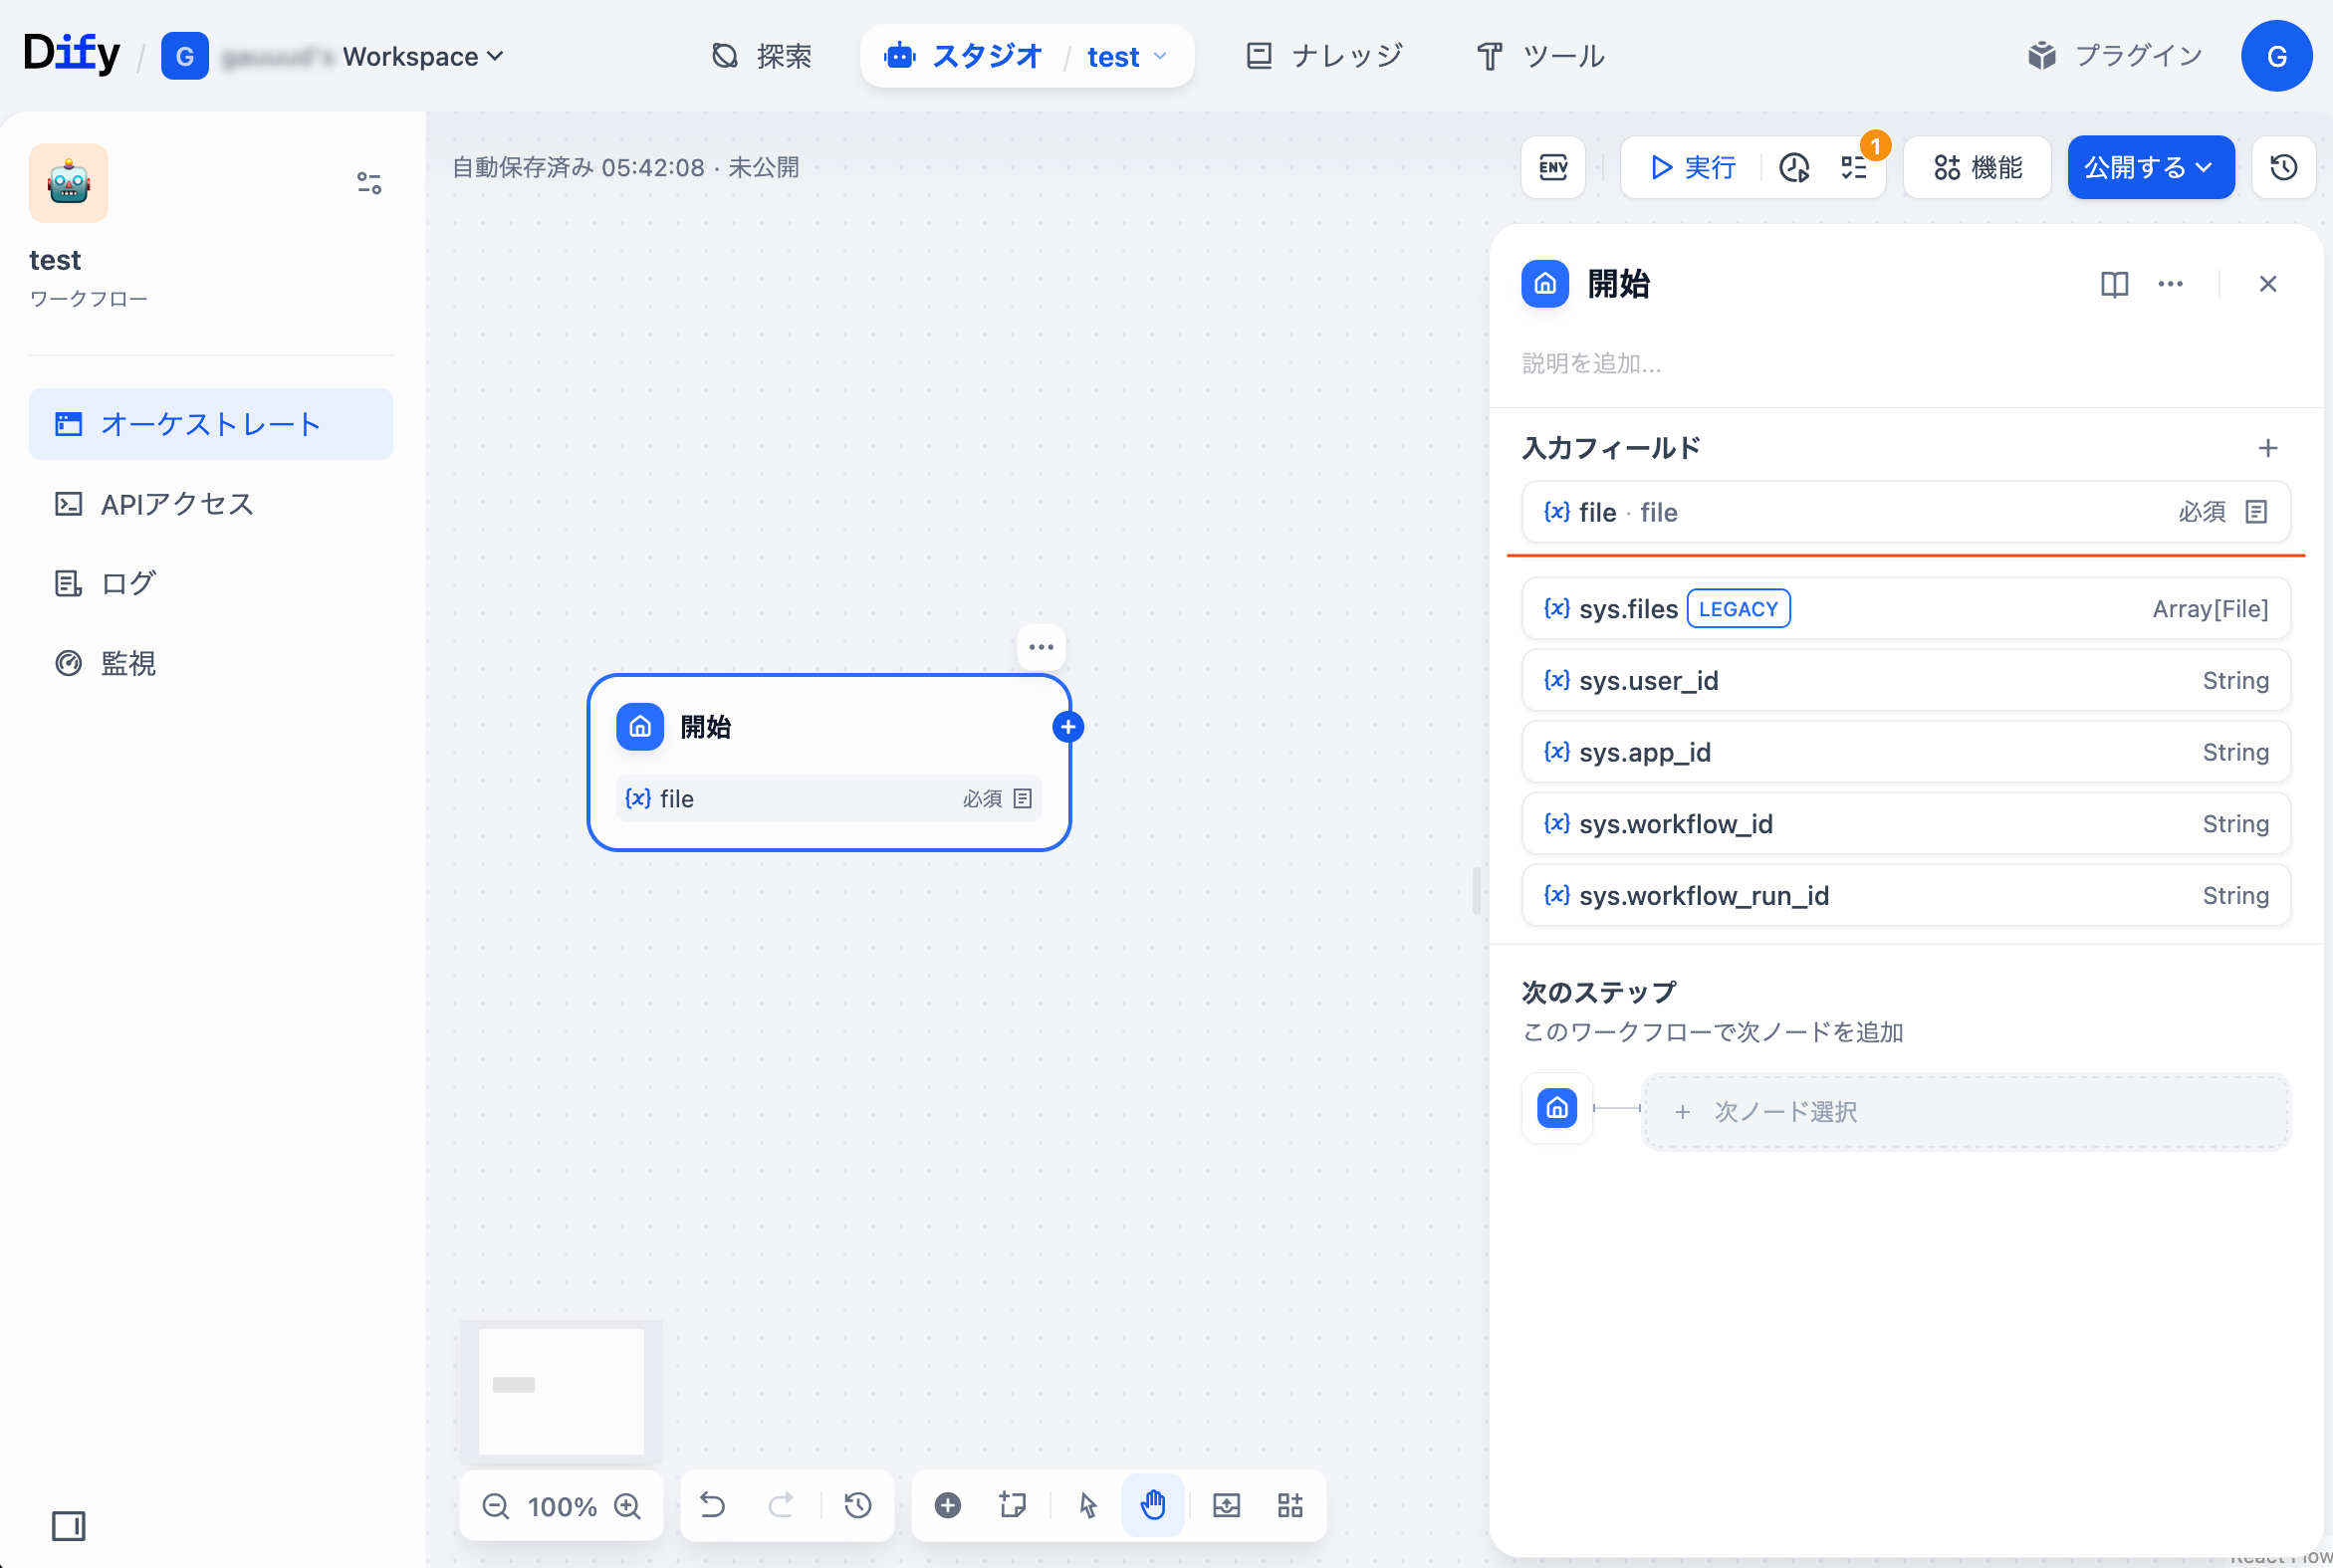 Dify / G Workspace
探索
スタジオ / test
ナレッジ
ツール
プラグイン
G
test
ワークフロー
オーケストレート
APIアクセス
ログ
監視
自動保存済み 05:42:08 · 未公開
ENV
実行
1
機能
公開する
開始
{x} file 必須
100%
開始
説明を追加...
入力フィールド
{x} file · file 必須
{x} sys.files LEGACY Array[File]
{x} sys.user_id String
{x} sys.app_id String
{x} sys.workflow_id String
{x} sys.workflow_run_id String
次のステップ
このワークフローで次ノードを追加
+ 次ノード選択
React Flow